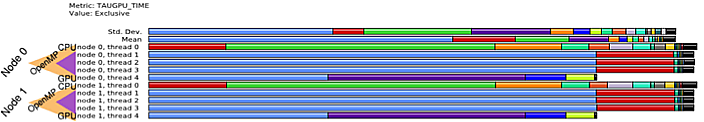 Metric: TAUGPU_TIME
Value: Exclusive
Std. Dev.
Mean
Node 0
OpenMP
CPU node 0, thread 0
node 0, thread 1
node 0, thread 2
node 0, thread 3
GPU node 0, thread 4
Node 1
OpenMP
CPU node 1, thread 0
node 1, thread 1
node 1, thread 2
node 1, thread 3
GPU node 1, thread 4